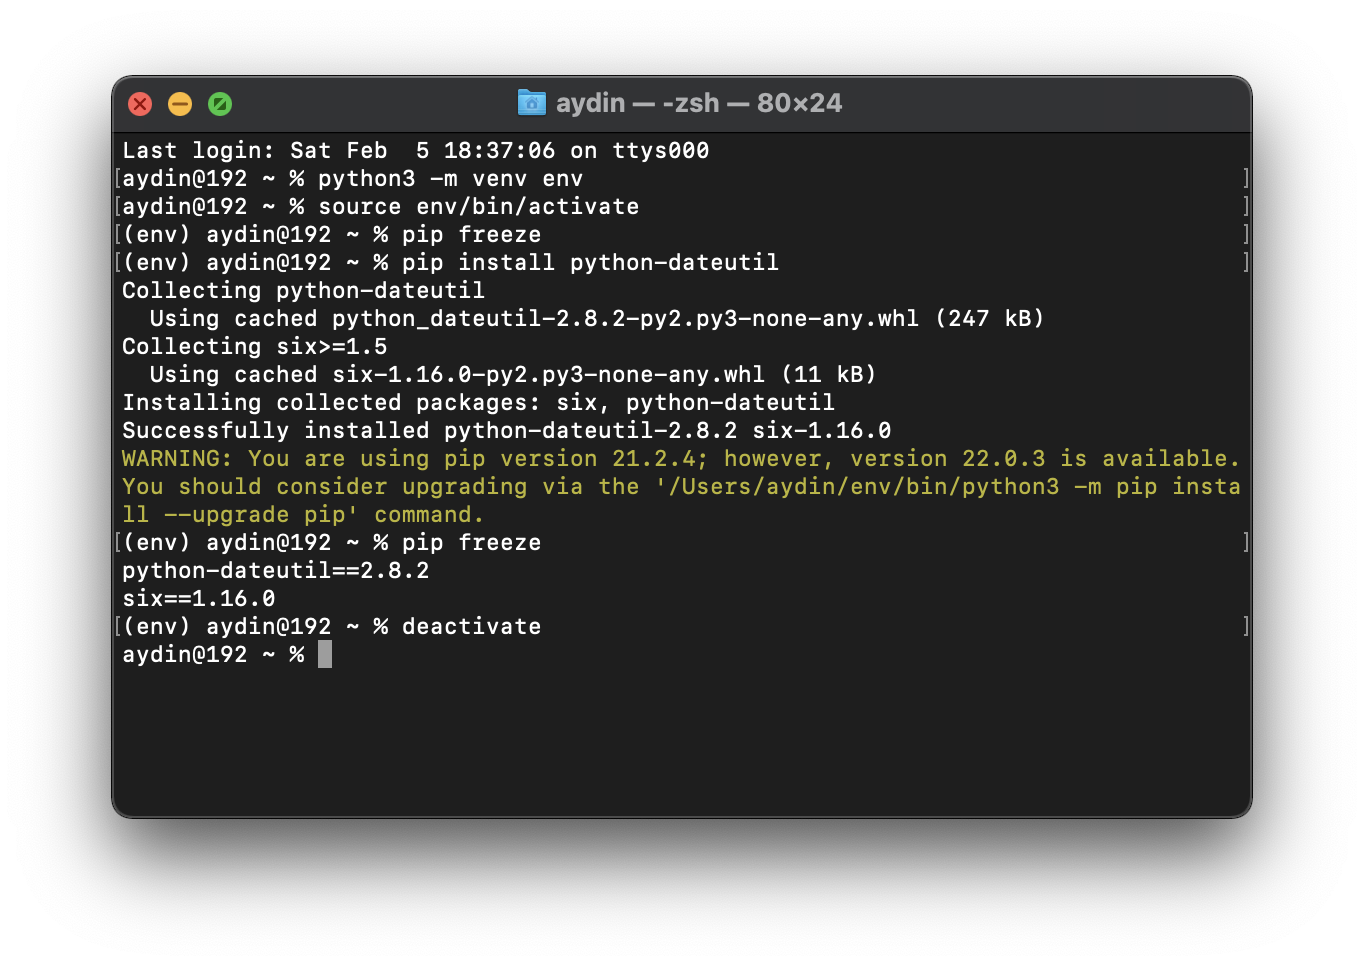 aydin — -zsh — 80×24
Last login: Sat Feb  5 18:37:06 on ttys000
[aydin@192 ~ % python3 -m venv env ]
[aydin@192 ~ % source env/bin/activate ]
[(env) aydin@192 ~ % pip freeze ]
[(env) aydin@192 ~ % pip install python-dateutil ]
Collecting python-dateutil
  Using cached python_dateutil-2.8.2-py2.py3-none-any.whl (247 kB)
Collecting six>=1.5
  Using cached six-1.16.0-py2.py3-none-any.whl (11 kB)
Installing collected packages: six, python-dateutil
Successfully installed python-dateutil-2.8.2 six-1.16.0
WARNING: You are using pip version 21.2.4; however, version 22.0.3 is available.
You should consider upgrading via the '/Users/aydin/env/bin/python3 -m pip insta
ll --upgrade pip' command.
[(env) aydin@192 ~ % pip freeze ]
python-dateutil==2.8.2
six==1.16.0
[(env) aydin@192 ~ % deactivate ]
aydin@192 ~ %